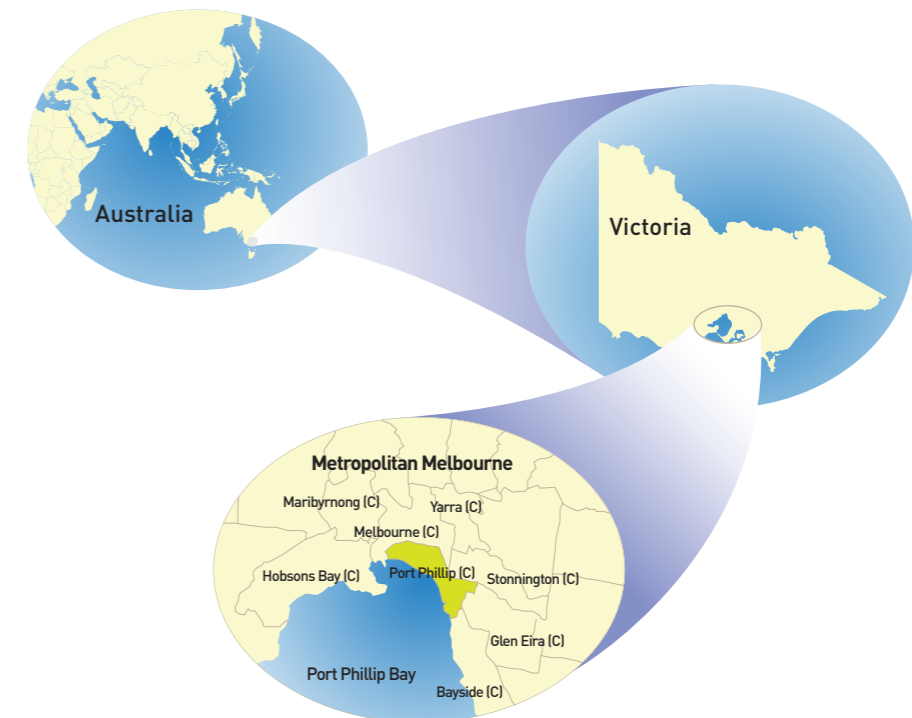 Australia
Victoria
Metropolitan Melbourne
Maribyrnong (C)
Yarra (C)
Melbourne (C)
Port Phillip (C)
Hobsons Bay (C)
Stonnington (C)
Glen Eira (C)
Port Phillip Bay
Bayside (C)